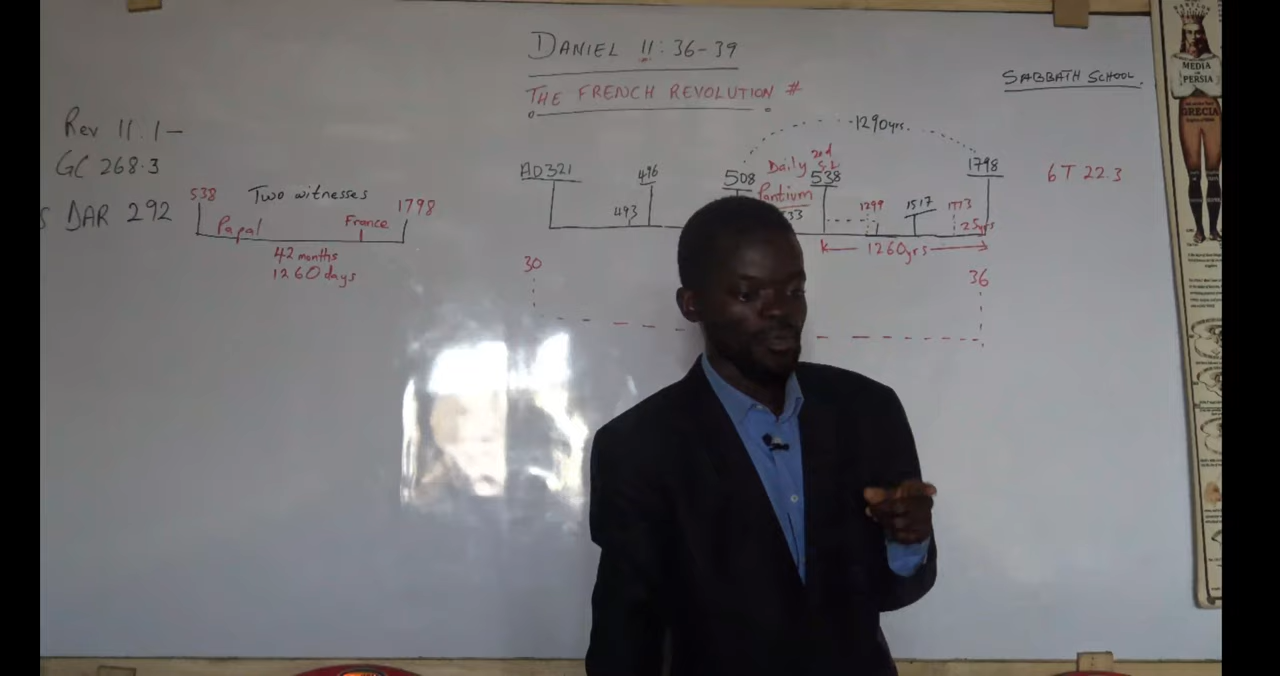 DANIEL 11:36-39
THE FRENCH REVOLUTION #
SABBATH SCHOOL.
Rev 11.1-
GC 268.3
S DAR 292
538 Two witnesses 1798
Papal France
42 months
1260 days
1290yrs.
AD321 496 508 Daily 2nd 538 1798
493 1299 1517 1773
25yrs
k— 1260yrs →
30 36
6T 22.3
BABYLON
MEDIA
PERSIA
GRECIA